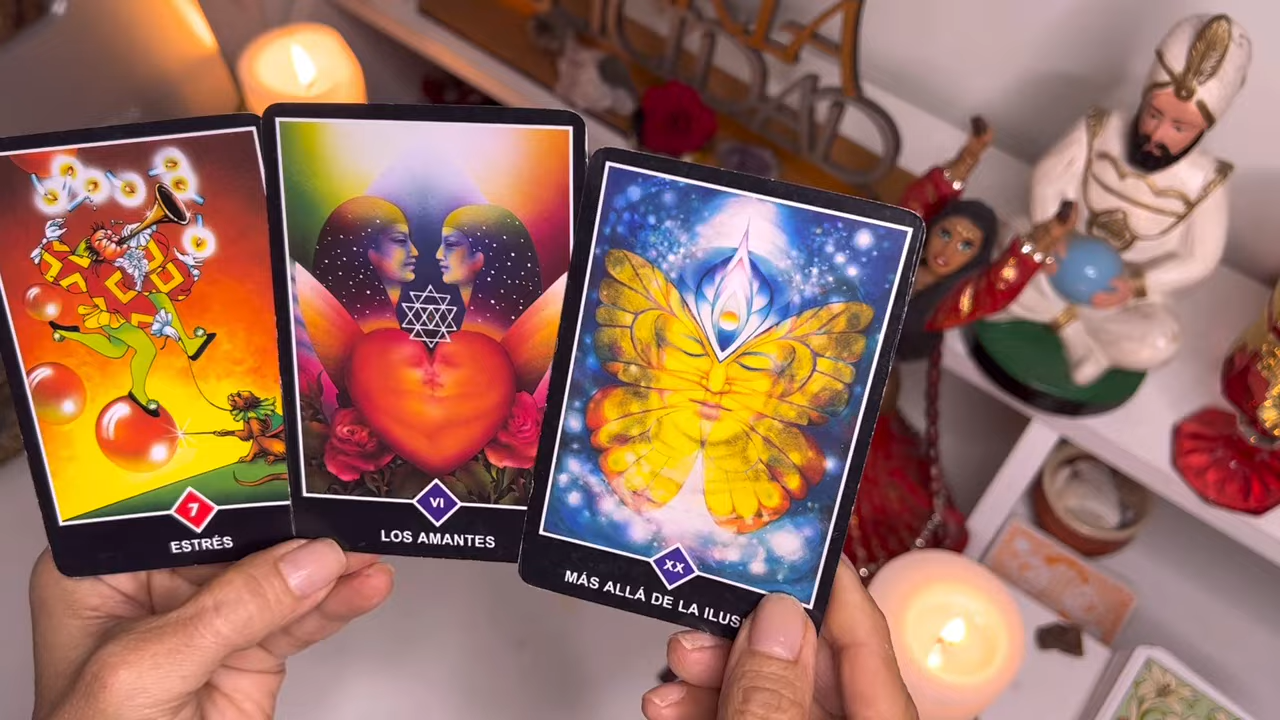 1
ESTRÉS
VI
LOS AMANTES
XX
MÁS ALLÁ DE LA ILUS